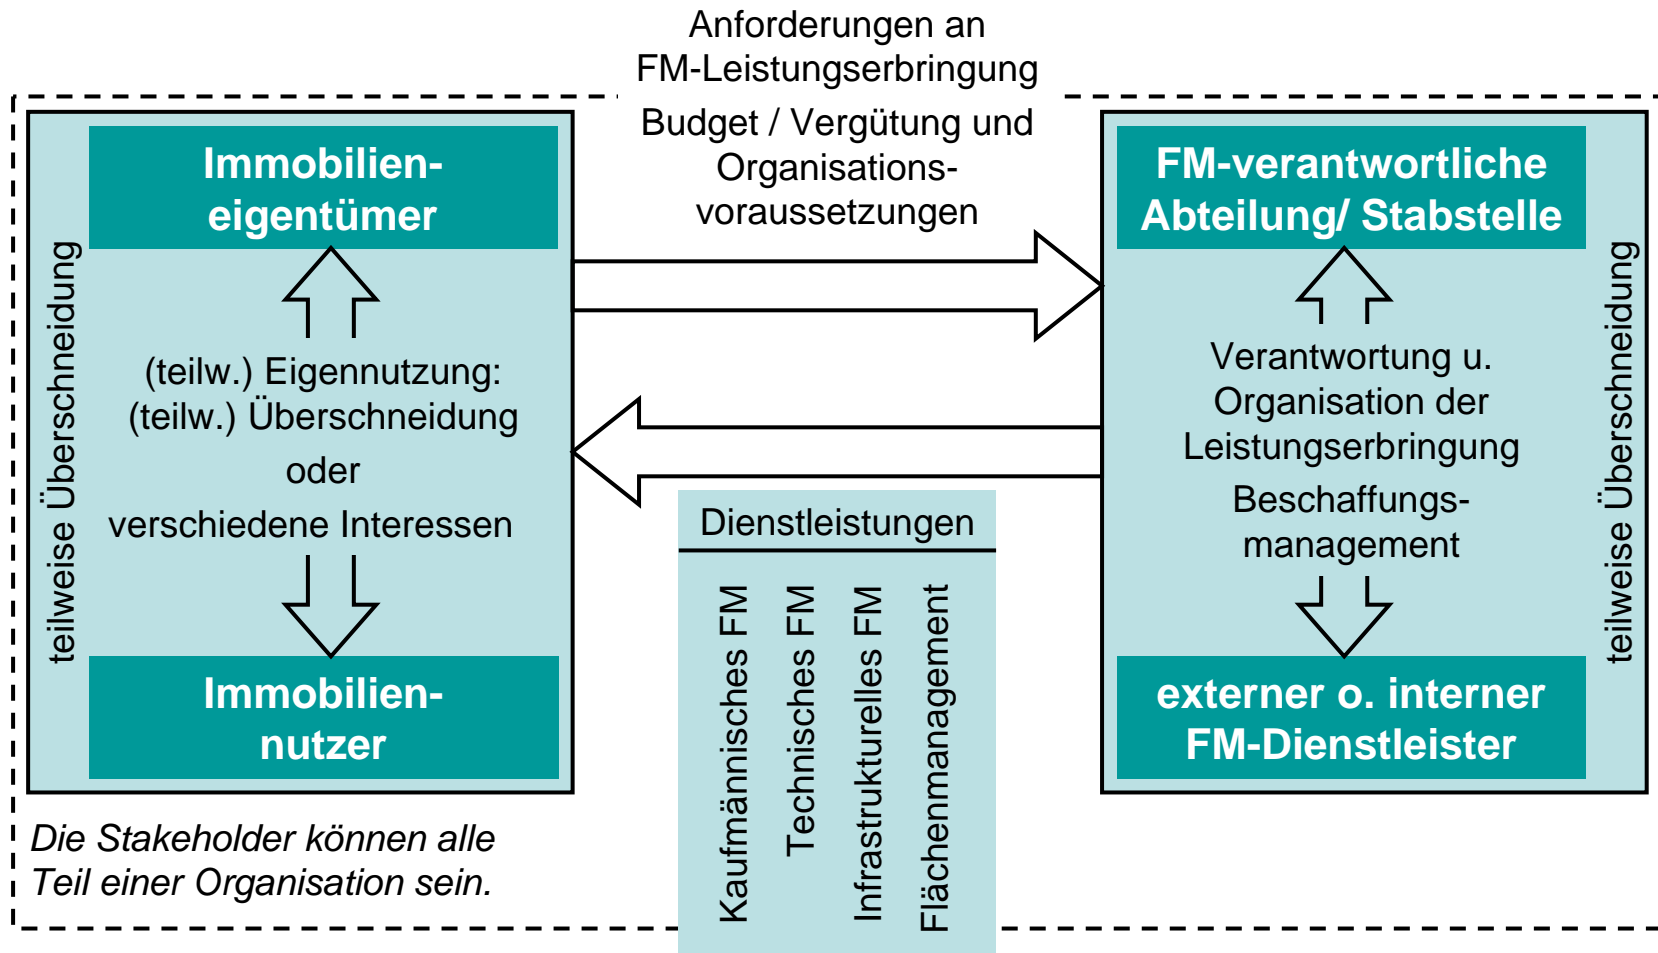 Anforderungen an
FM-Leistungserbringung
Budget / Vergütung und
Organisations-
voraussetzungen
teilweise Überschneidung
Immobilien-
eigentümer
(teilw.) Eigennutzung:
(teilw.) Überschneidung
oder
verschiedene Interessen
Immobilien-
nutzer
Die Stakeholder können alle
Teil einer Organisation sein.
Dienstleistungen
Kaufmännisches FM
Technisches FM
Infrastrukturelles FM
Flächenmanagement
FM-verantwortliche
Abteilung/ Stabstelle
Verantwortung u.
Organisation der
Leistungserbringung
Beschaffungs-
management
externer o. interner
FM-Dienstleister
teilweise Überschneidung